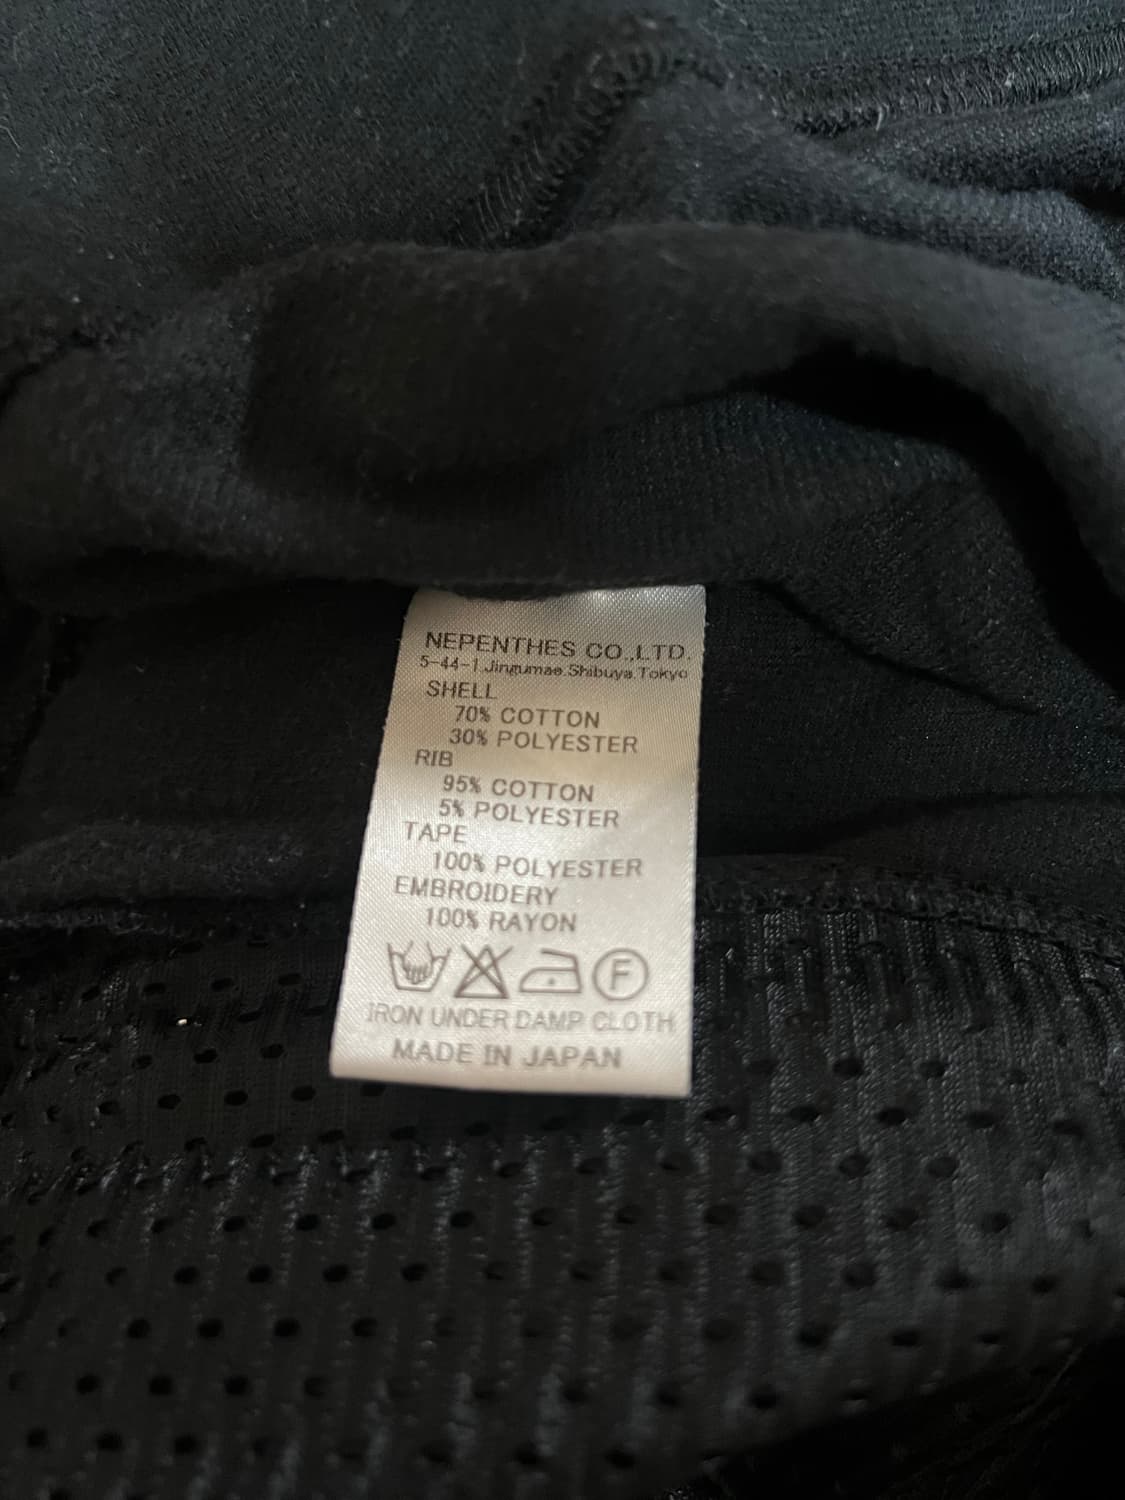 NEPENTHES CO.,LTD.
5-44-1.Jingumae.Shibuya.Tokyo
SHELL
70% COTTON
30% POLYESTER
RIB
95% COTTON
5% POLYESTER
TAPE
100% POLYESTER
EMBROIDERY
100% RAYON
F
IRON UNDER DAMP CLOTH
MADE IN JAPAN